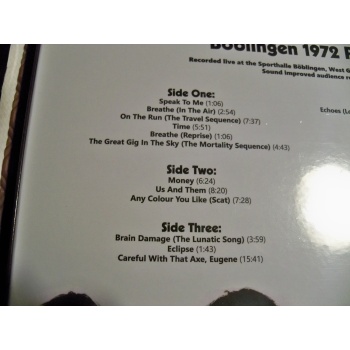 Böblingen 1972
Recorded live at the Sporthalle Böblingen, West
Sound improved audience
Side One:
Speak To Me (1:06)
Breathe (In The Air) (2:54)
On The Run (The Travel Sequence) (7:37)
Time (5:51)
Breathe (Reprise) (1:06)
The Great Gig In The Sky (The Mortality Sequence) (4:43)
Echoes
Side Two:
Money (6:24)
Us And Them (8:20)
Any Colour You Like (Scat) (7:28)
Side Three:
Brain Damage (The Lunatic Song) (3:59)
Eclipse (1:43)
Careful With That Axe, Eugene (15:41)